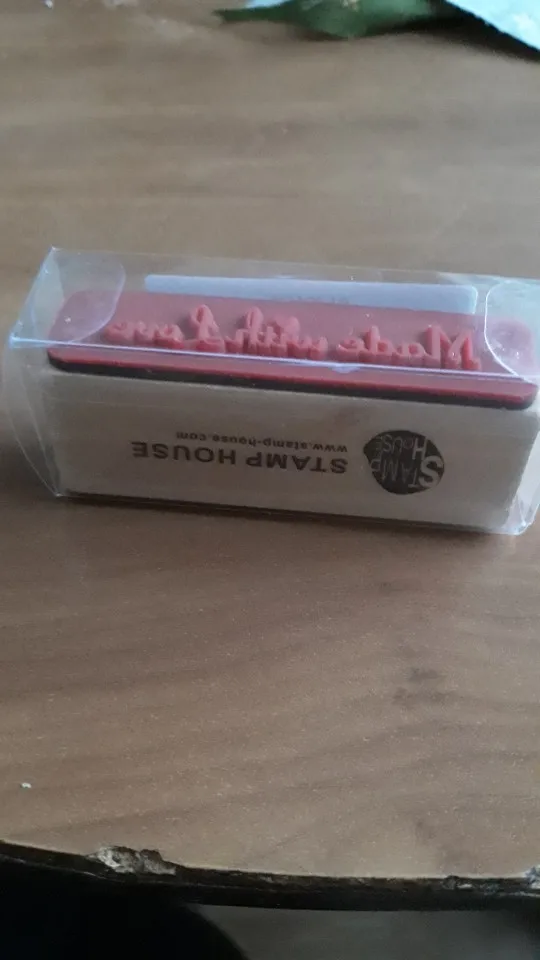 Made with Love
STAMP HOUSE
STAMP HOUSE
www.stamp-house.com